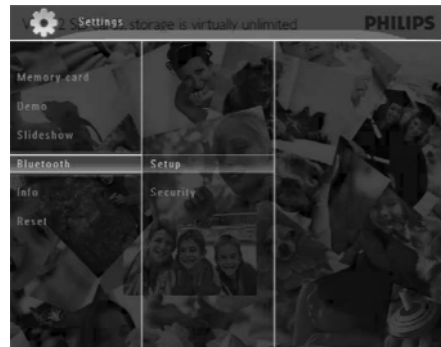 Settings
storage is virtually unlimited
PHILIPS
Memory card
Demo
Slideshow
Bluetooth
Setup
Info
Security
Reset